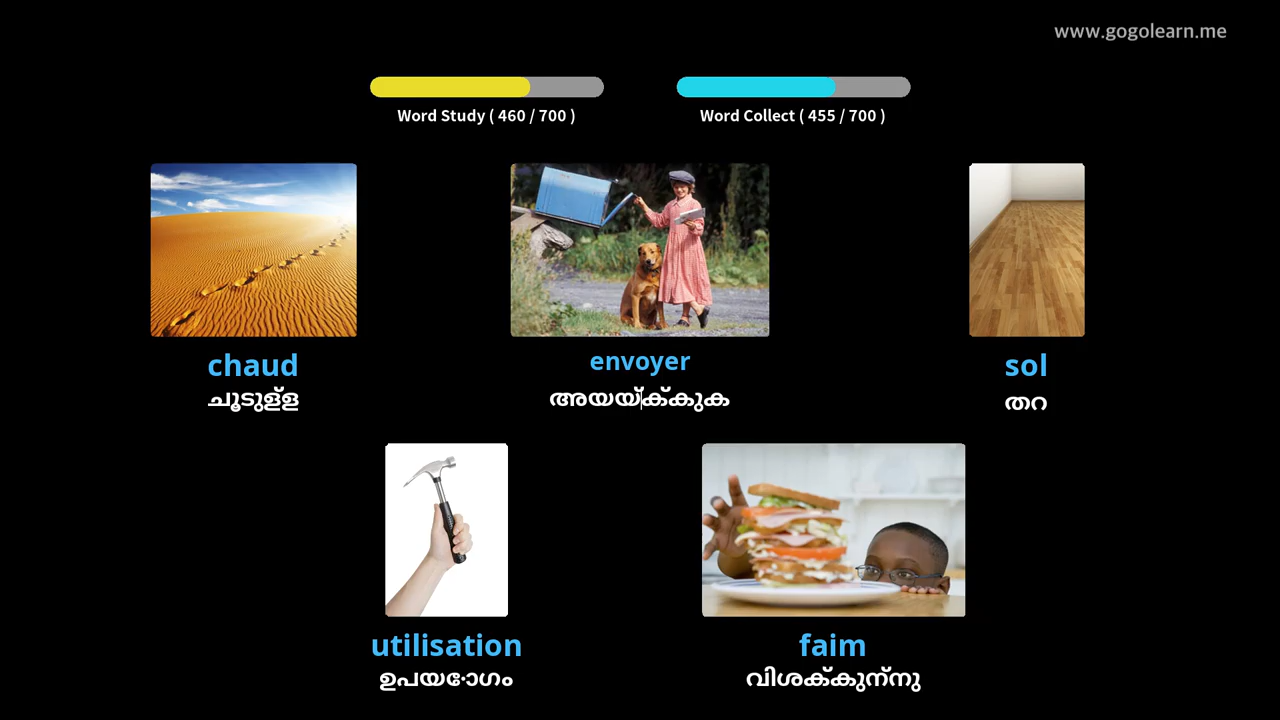 www.gogolearn.me
Word Study ( 460 / 700 )
Word Collect ( 455 / 700 )
chaud
ചൂടുള്ള
envoyer
അയയ്ക്കുക
sol
തറ
utilisation
ഉപയോഗം
faim
വിശക്കുന്നു